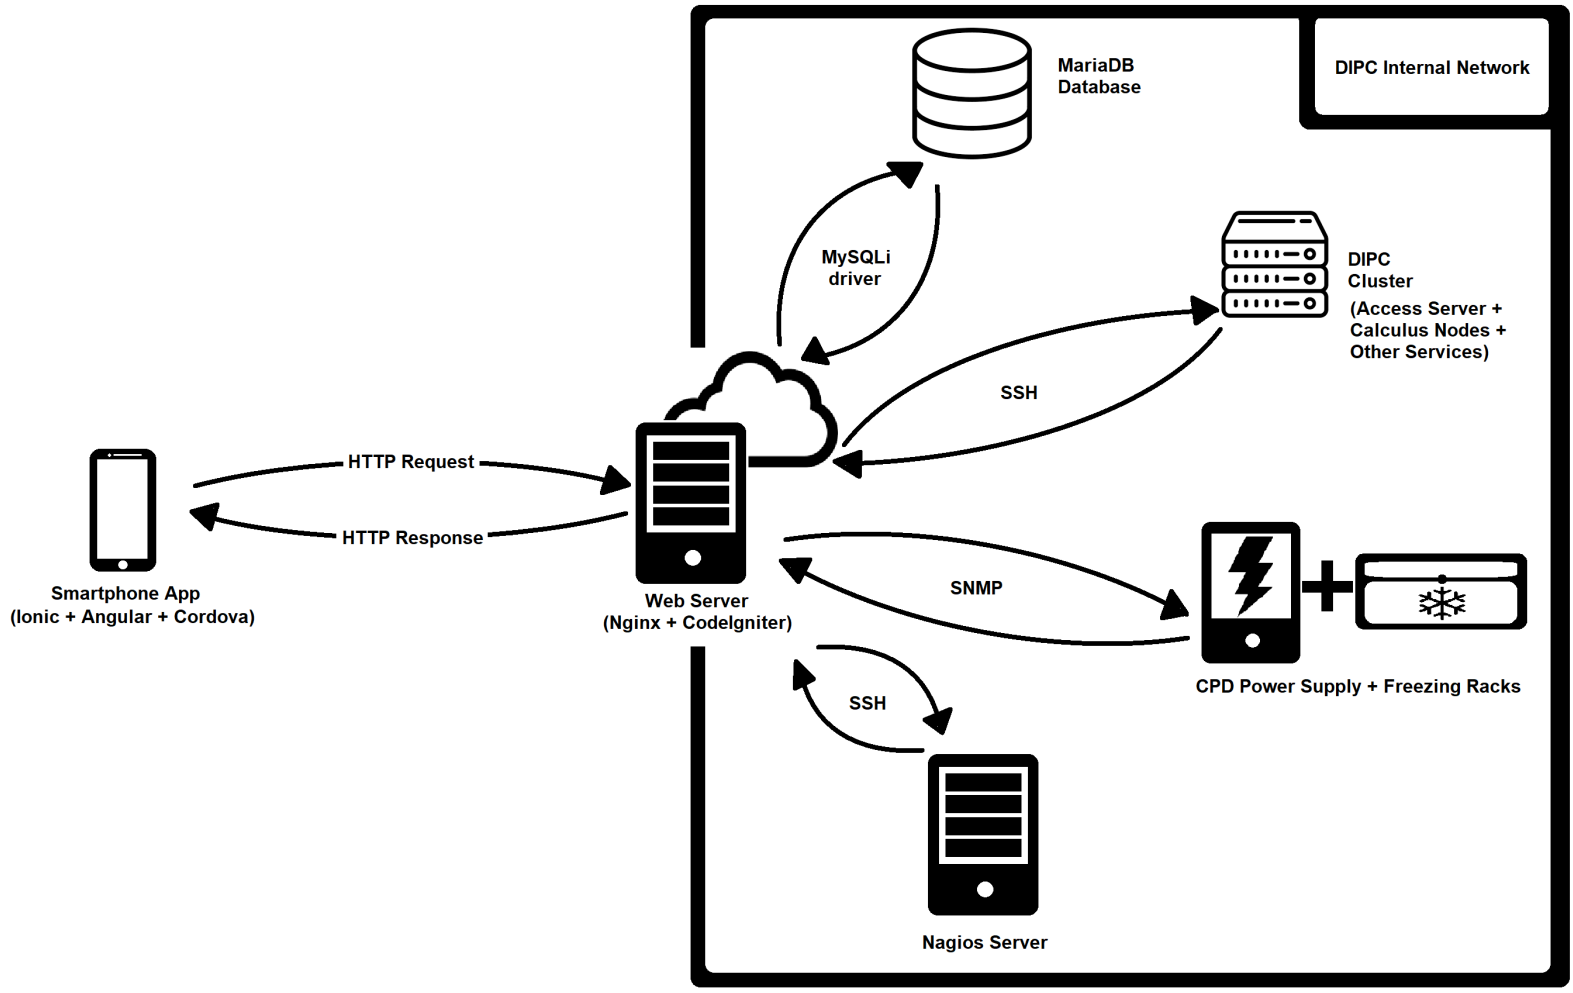 DIPC Internal Network
MariaDB
Database
MySQLi
driver
DIPC
Cluster
(Access Server +
Calculus Nodes +
Other Services)
SSH
HTTP Request
HTTP Response
Smartphone App
(Ionic + Angular + Cordova)
Web Server
(Nginx + CodeIgniter)
SNMP
CPD Power Supply + Freezing Racks
SSH
Nagios Server